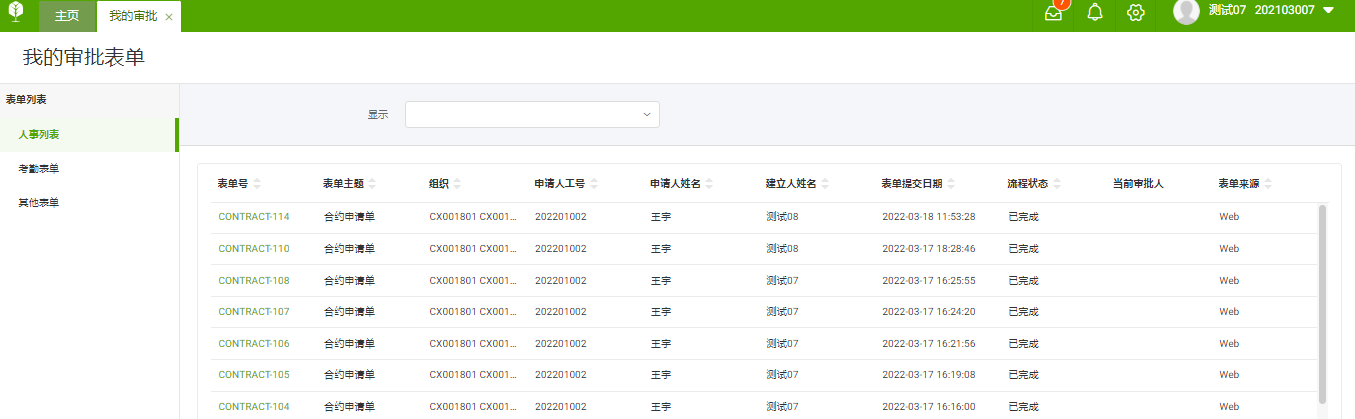 主页 我的审批 × 7 测试07 202103007
我的审批表单
表单列表
人事列表
考勤表单
其他表单
显示
表单号 表单主题 组织 申请人工号 申请人姓名 建立人姓名 表单提交日期 流程状态 当前审批人 表单来源
CONTRACT-114 合约申请单 CX001801 CX001... 202201002 王宇 测试08 2022-03-18 11:53:28 已完成 Web
CONTRACT-110 合约申请单 CX001801 CX001... 202201002 王宇 测试08 2022-03-17 18:28:46 已完成 Web
CONTRACT-108 合约申请单 CX001801 CX001... 202201002 王宇 测试07 2022-03-17 16:25:55 已完成 Web
CONTRACT-107 合约申请单 CX001801 CX001... 202201002 王宇 测试07 2022-03-17 16:24:20 已完成 Web
CONTRACT-106 合约申请单 CX001801 CX001... 202201002 王宇 测试07 2022-03-17 16:21:56 已完成 Web
CONTRACT-105 合约申请单 CX001801 CX001... 202201002 王宇 测试07 2022-03-17 16:19:08 已完成 Web
CONTRACT-104 合约申请单 CX001801 CX001... 202201002 王宇 测试07 2022-03-17 16:16:00 已完成 Web